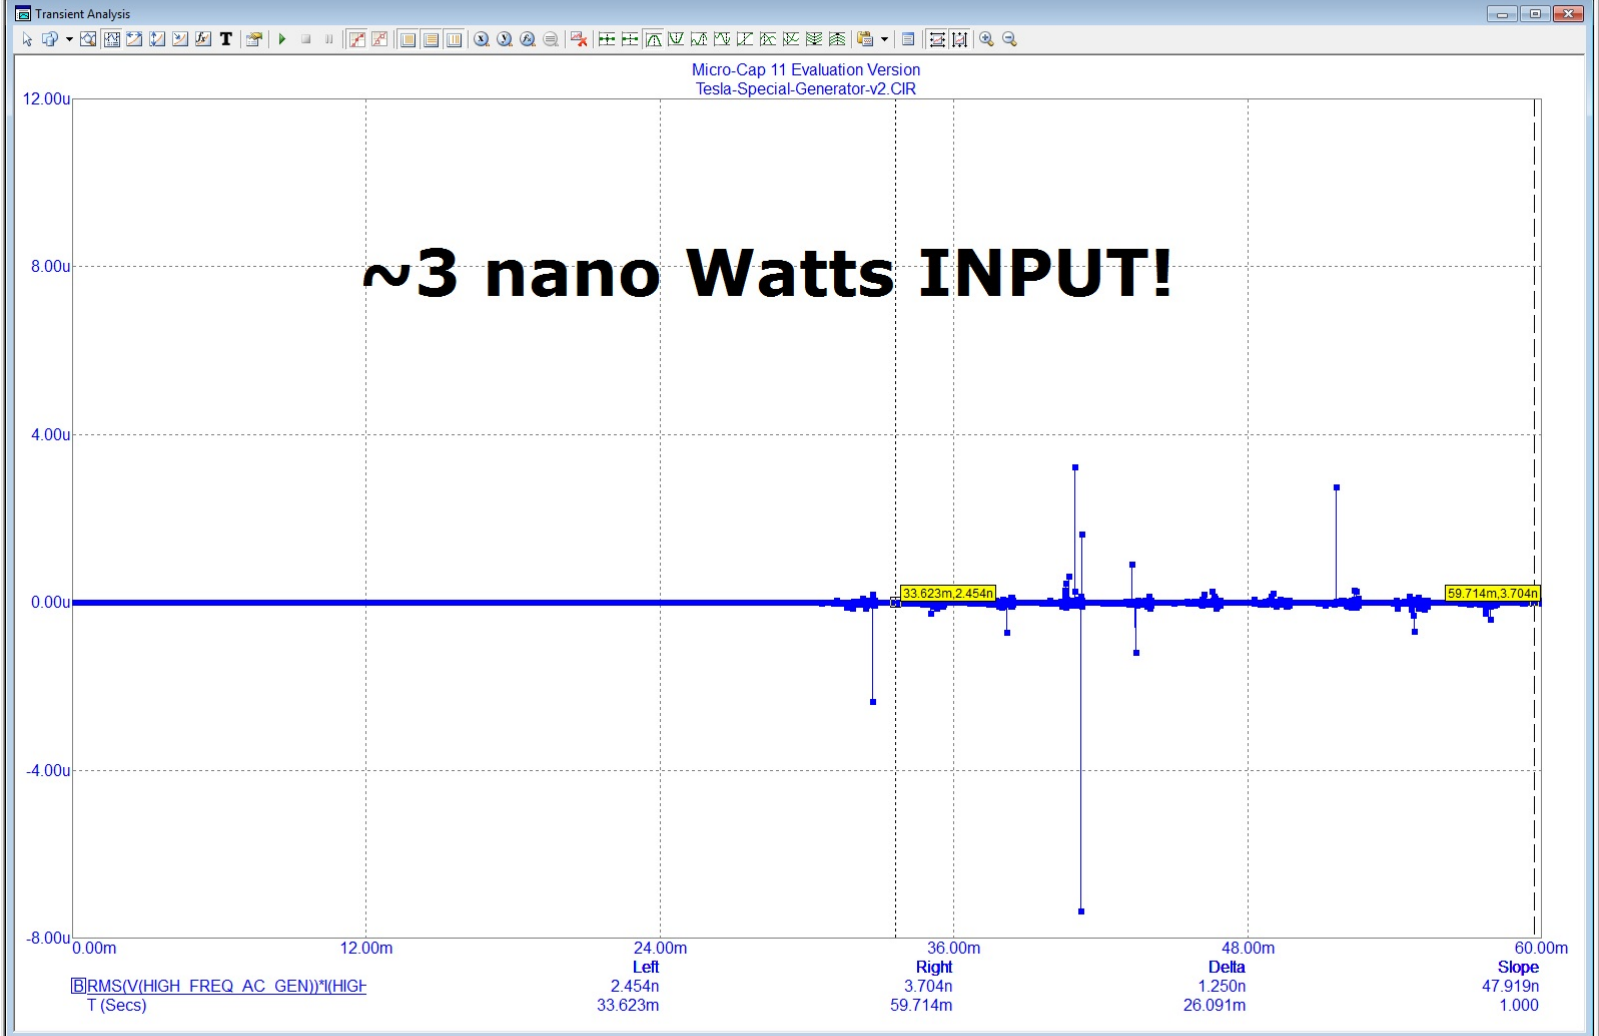 Transient Analysis
T
Micro-Cap 11 Evaluation Version
Tesla-Special-Generator-v2.CIR
12.00u
~3 nano Watts INPUT!
8.00u
4.00u
0.00u
33.623m,2.454n
59.714m,3.704n
-4.00u
-8.00u
0.00m 12.00m 24.00m 36.00m 48.00m 60.00m
Left Right Delta Slope
B RMS(V(HIGH_FREQ_AC_GEN))*I(HIGH 2.454n 3.704n 1.250n 47.919n
T (Secs) 33.623m 59.714m 26.091m 1.000